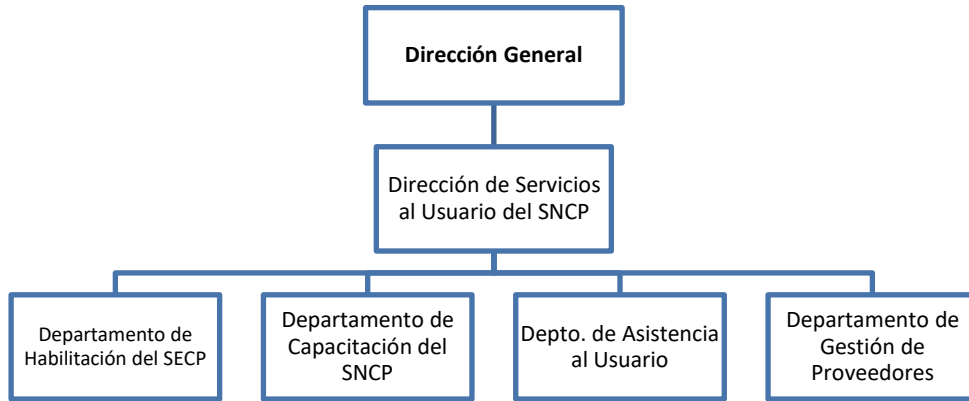 Dirección General
Dirección de Servicios
al Usuario del SNCP
Departamento de
Habilitación del SECP
Departamento de
Capacitación del
SNCP
Depto. de Asistencia
al Usuario
Departamento de
Gestión de
Proveedores